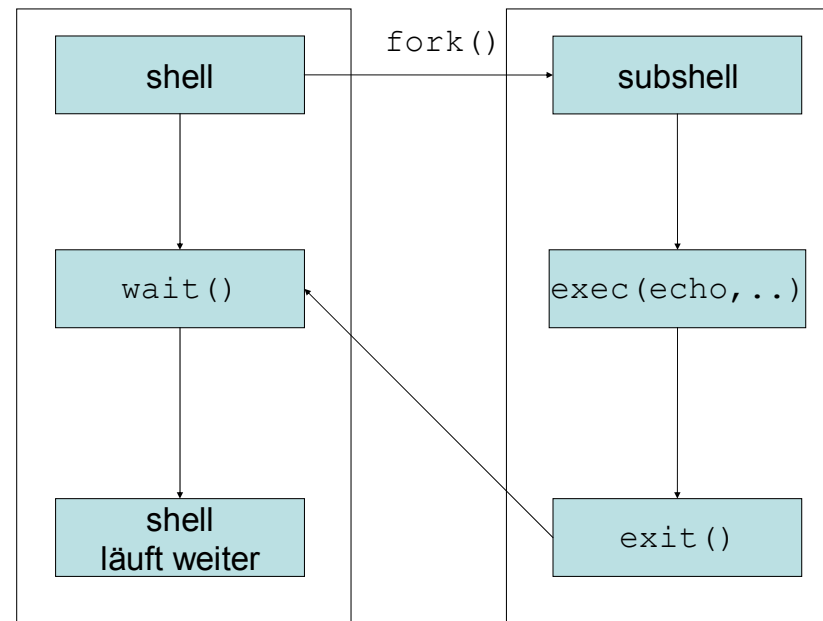 fork()
shell
subshell
wait()
exec(echo,..)
shell
läuft weiter
exit()